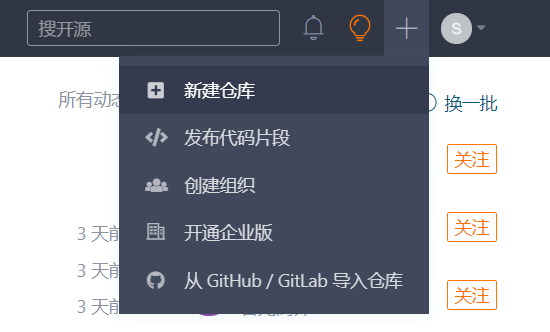 搜开源
S
所有动态
换一批
新建仓库
发布代码片段
关注
创建组织
3 天前
开通企业版
关注
3 天前
从 GitHub / GitLab 导入仓库
3 天前
关注